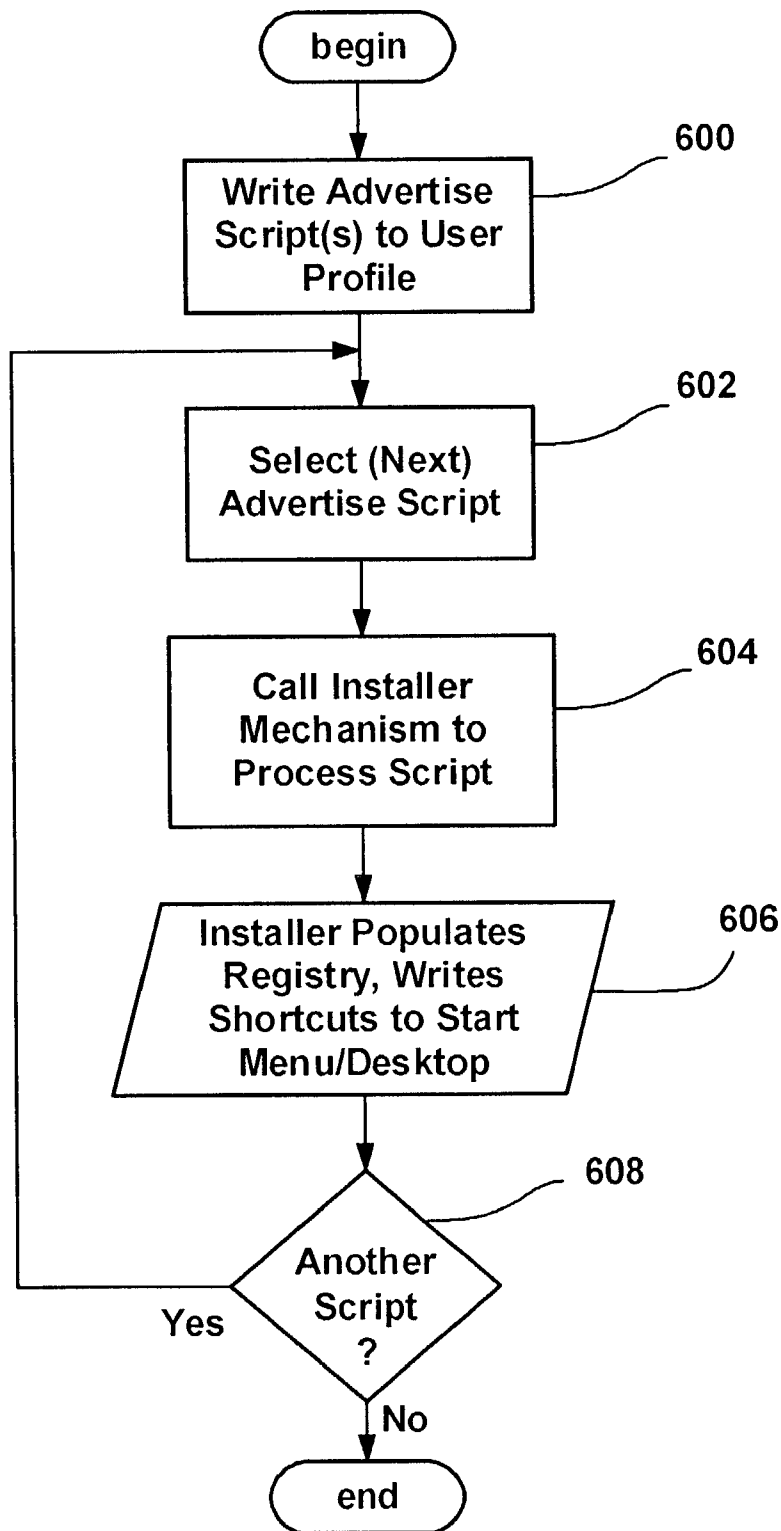 begin
600
Write Advertise
Script(s) to User
Profile
602
Select (Next)
Advertise Script
604
Call Installer
Mechanism to
Process Script
606
Installer Populates
Registry, Writes
Shortcuts to Start
Menu/Desktop
608
Another
Script
?
Yes
No
end